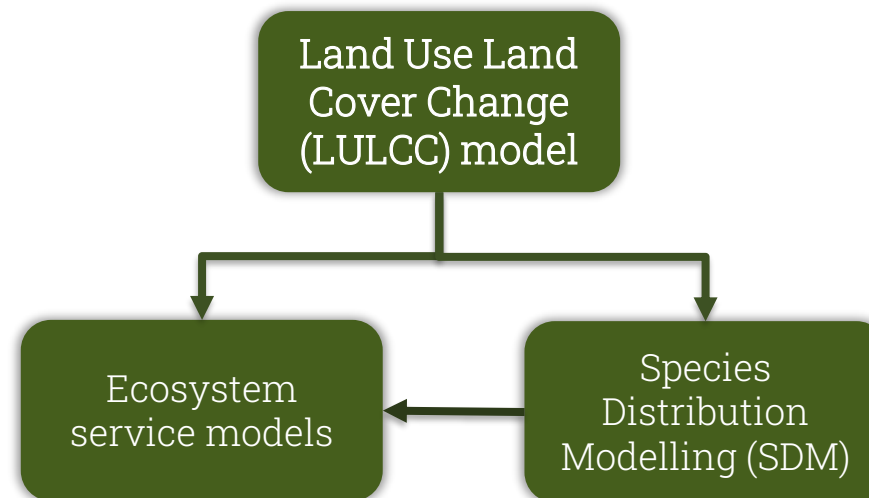 Land Use Land
Cover Change
(LULCC) model
Ecosystem
service models
Species
Distribution
Modelling (SDM)